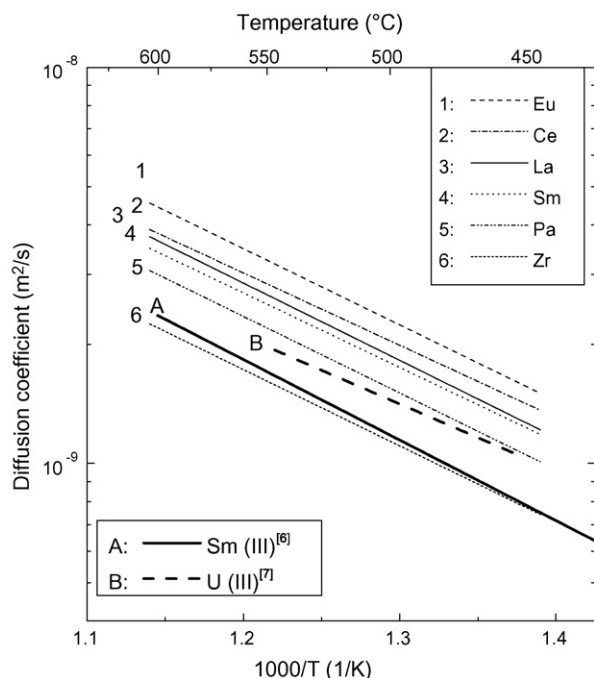 Temperature (°C)
600 550 500 450
10-8
1: Eu
2: Ce
3: La
4: Sm
5: Pa
6: Zr
1
2
3
4
5
A
6
B
Diffusion coefficient (m2/s)
10-9
A: Sm (III)[6]
B: U (III)[7]
1.1 1.2 1.3 1.4
1000/T (1/K)